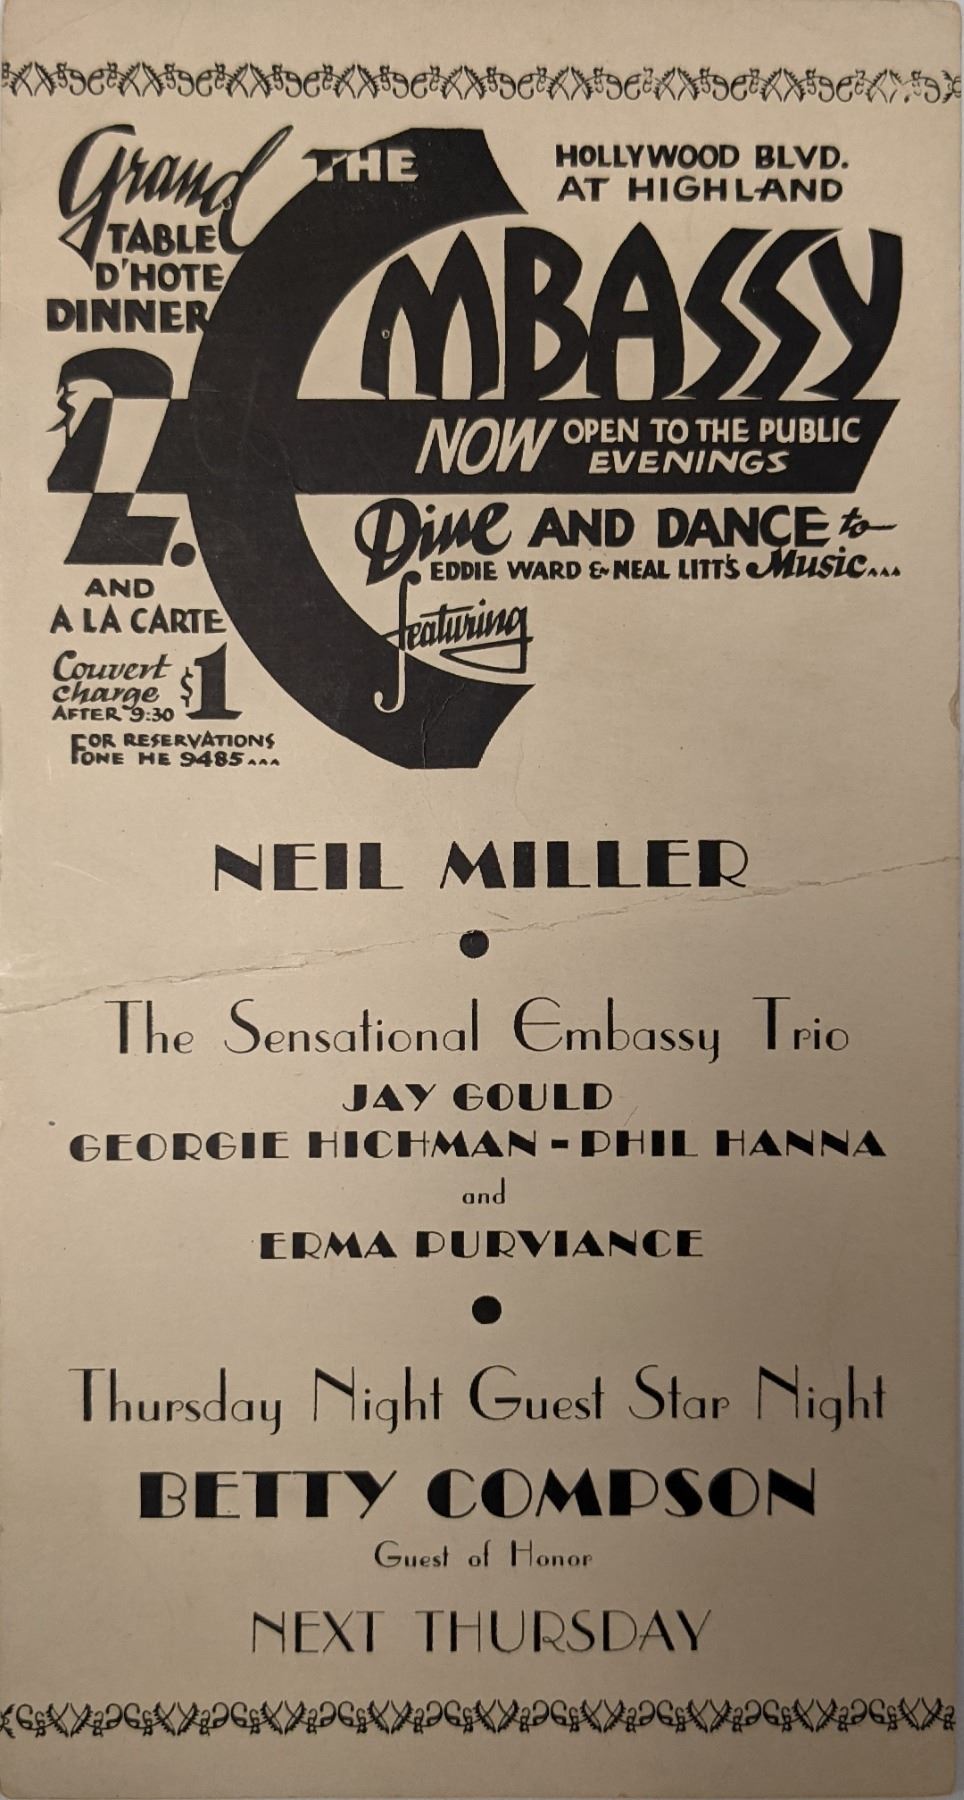 Grand
TABLE
D'HOTE
DINNER
$2.
AND
A LA CARTE
Couvert
charge $1
AFTER 9:30
FOR RESERVATIONS
FONE HE 9485...
THE
EMBASSY
HOLLYWOOD BLVD.
AT HIGHLAND
NOW OPEN TO THE PUBLIC
EVENINGS
Dine AND DANCE to
EDDIE WARD & NEAL LITT'S Music...
featuring
NEIL MILLER
The Sensational Embassy Trio
JAY GOULD
GEORGIE HICHMAN - PHIL HANNA
and
ERMA PURVIANCE
Thursday Night Guest Star Night
BETTY COMPSON
Guest of Honor
NEXT THURSDAY